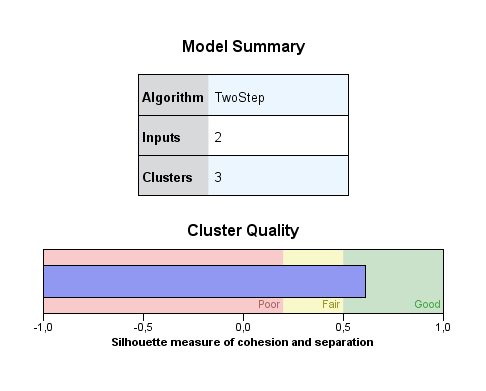 Model Summary
Algorithm TwoStep
Inputs 2
Clusters 3
Cluster Quality
Poor Fair Good
-1,0 -0,5 0,0 0,5 1,0
Silhouette measure of cohesion and separation